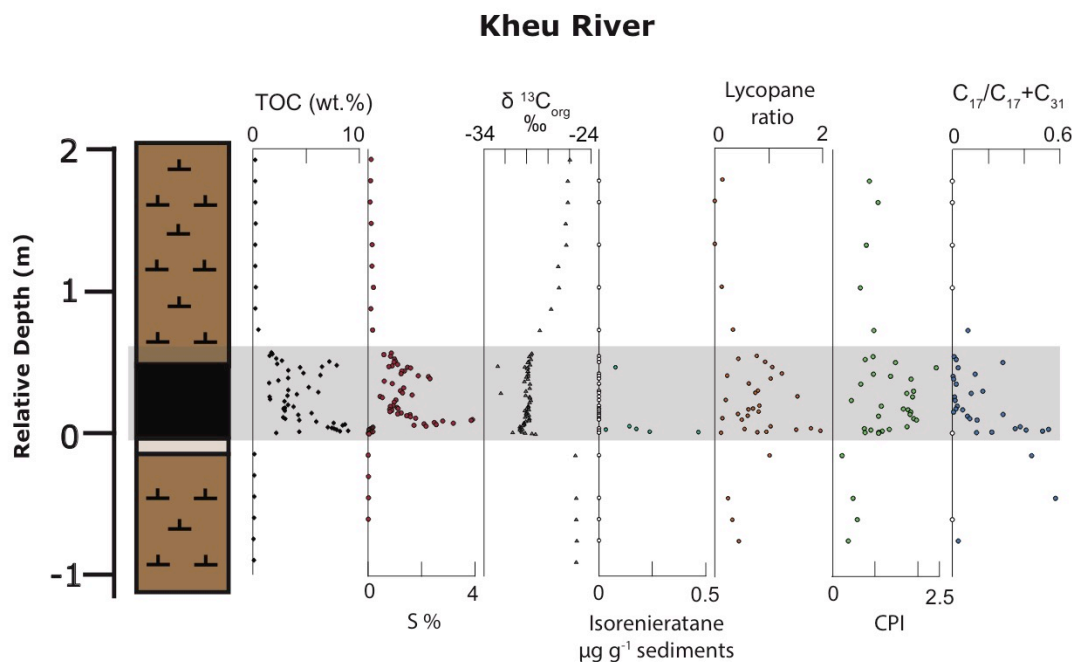 Kheu River
TOC (wt.%)
0 10
δ ¹³Corg
‰
-34 -24
Lycopane
ratio
0 2
C₁₇/C₁₇+C₃₁
0 0.6
Relative Depth (m)
2
1
0
-1
0 4
S %
0 0.5
Isorenieratane
µg g⁻¹ sediments
0 2.5
CPI